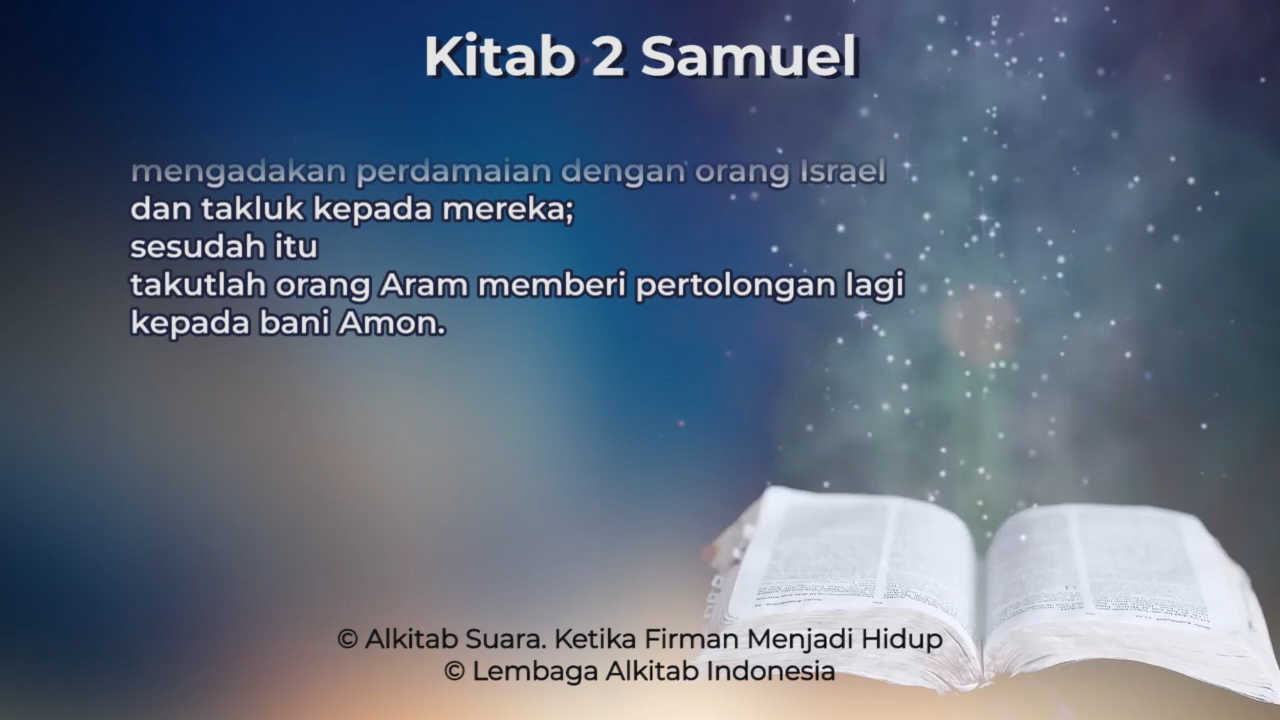 Kitab 2 Samuel
mengadakan perdamaian dengan orang Israel
dan takluk kepada mereka;
sesudah itu
takutlah orang Aram memberi pertolongan lagi
kepada bani Amon.
© Alkitab Suara. Ketika Firman Menjadi Hidup
© Lembaga Alkitab Indonesia